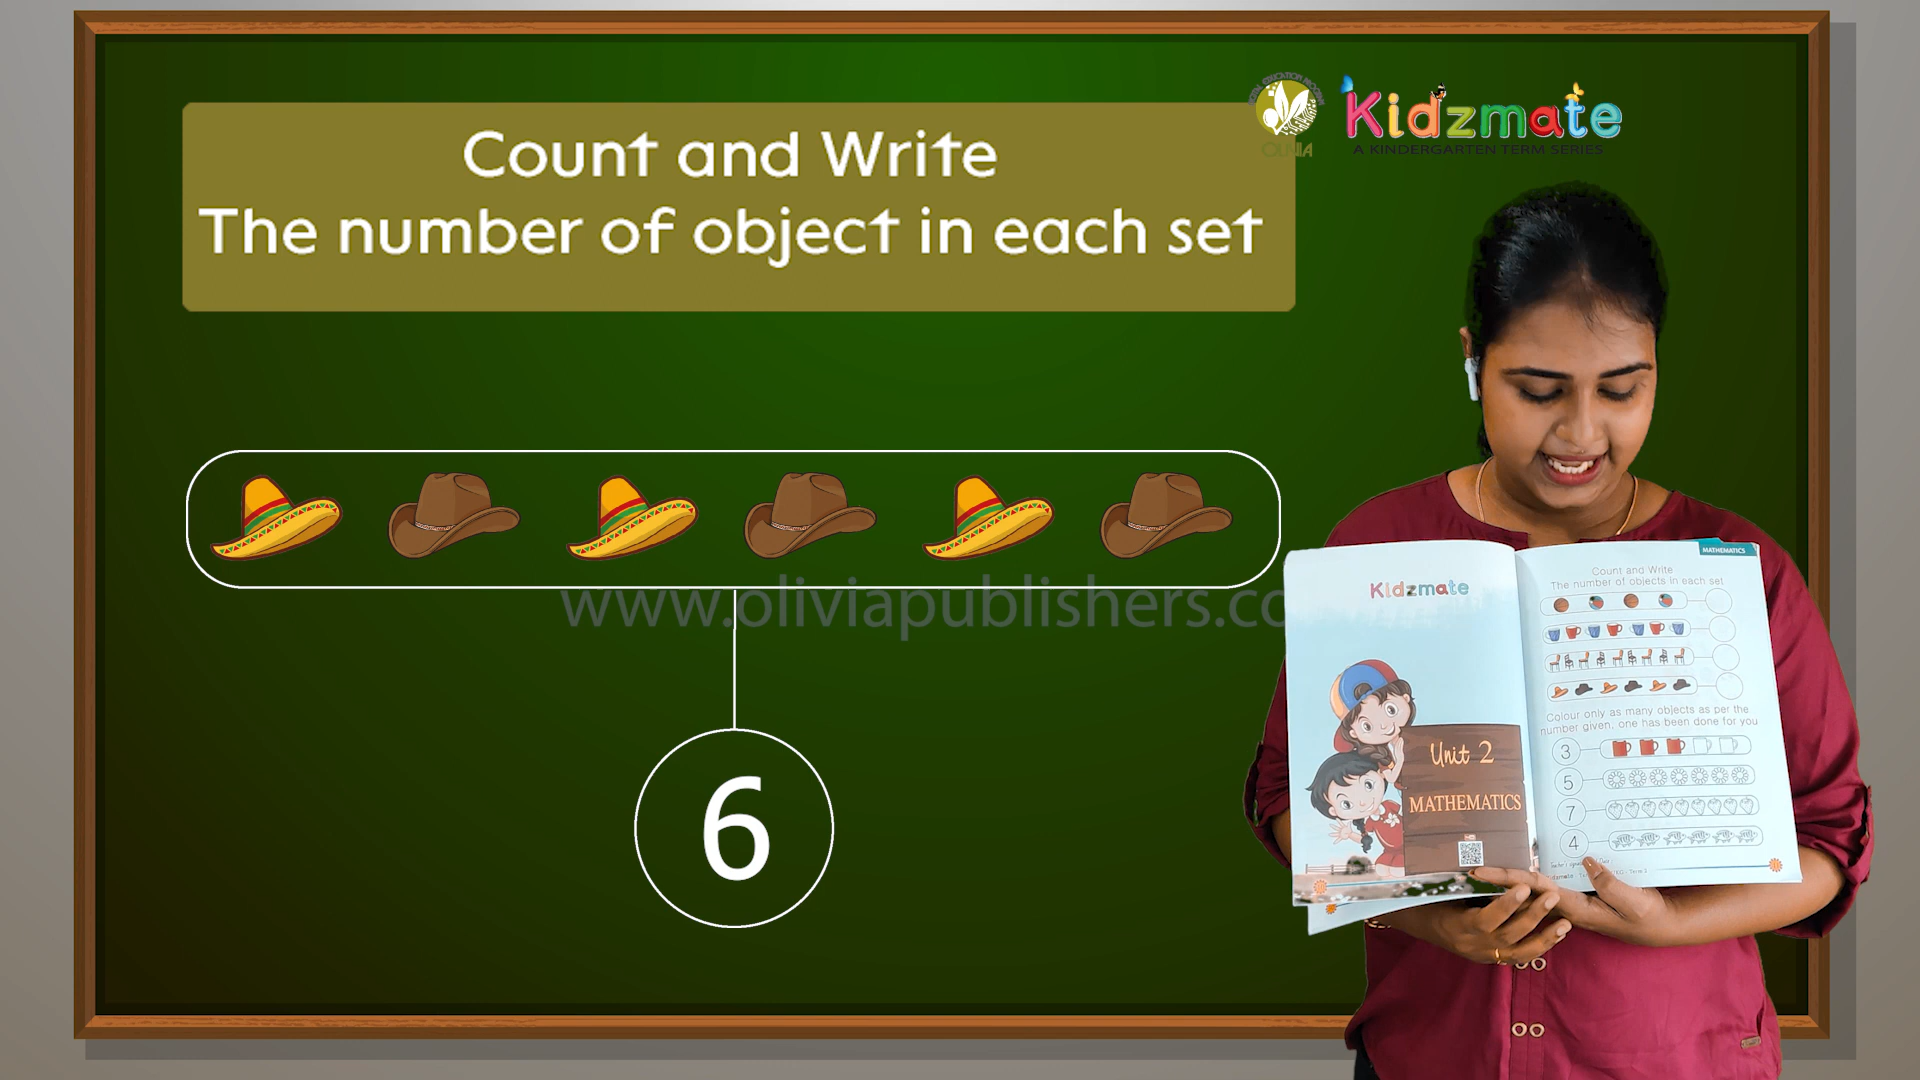 Count and Write
The number of object in each set
OLIVIA
Kidzmate
A KINDERGARTEN TERM SERIES
www.oliviapublishers.co
6
Kidzmate
Unit 2
MATHEMATICS
MATHEMATICS
Count and Write
The number of objects in each set
Colour only as many objects as per the
number given, one has been done for you
3
5
7
4